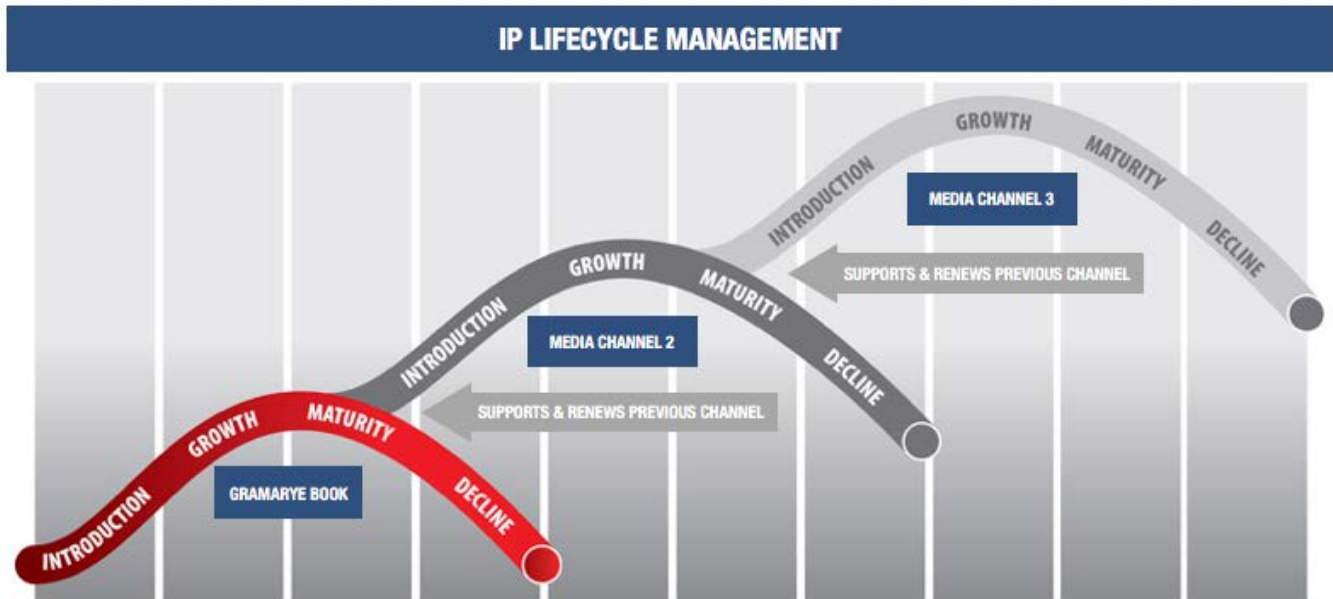 IP LIFECYCLE MANAGEMENT
INTRODUCTION
GROWTH
MATURITY
DECLINE
MEDIA CHANNEL 3
SUPPORTS & RENEWS PREVIOUS CHANNEL
INTRODUCTION
GROWTH
MATURITY
DECLINE
MEDIA CHANNEL 2
SUPPORTS & RENEWS PREVIOUS CHANNEL
INTRODUCTION
GROWTH
MATURITY
DECLINE
GRAMARYE BOOK